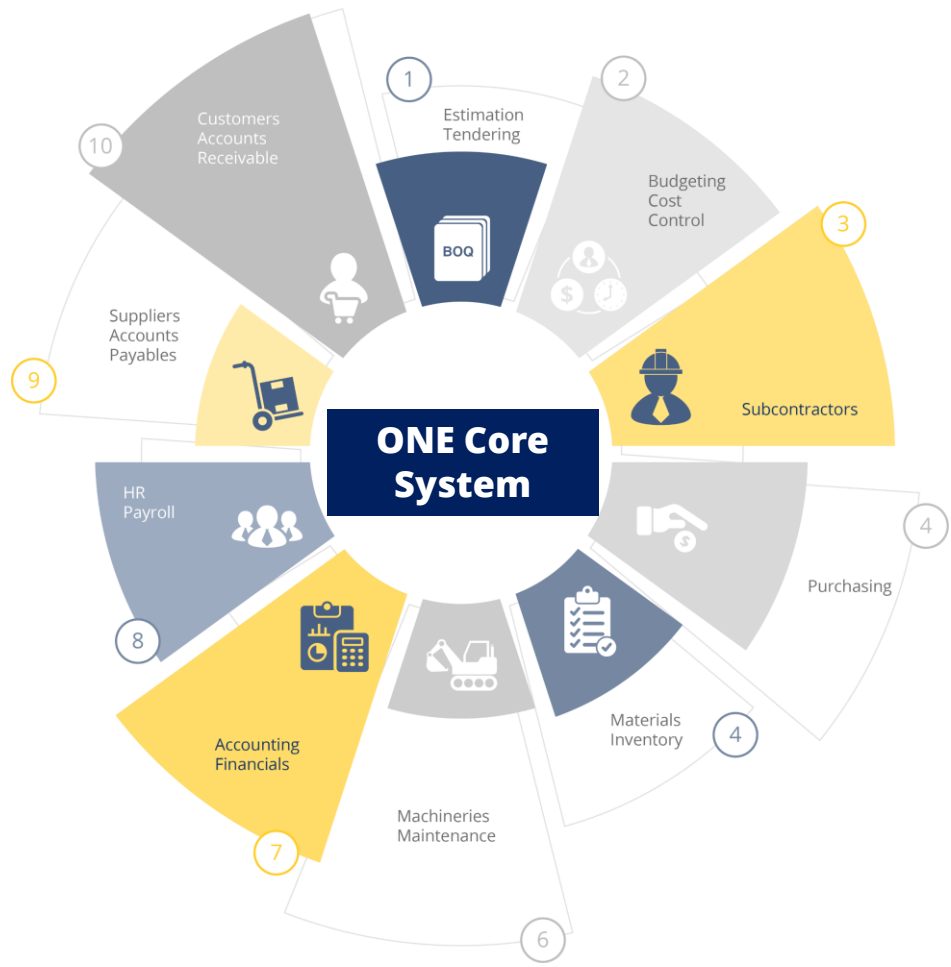 1
Estimation
Tendering
BOQ
2
Budgeting
Cost
Control
$
3
Subcontractors
4
Purchasing
$
4
Materials
Inventory
6
Machineries
Maintenance
7
Accounting
Financials
8
HR
Payroll
9
Suppliers
Accounts
Payables
10
Customers
Accounts
Receivable
ONE Core
System